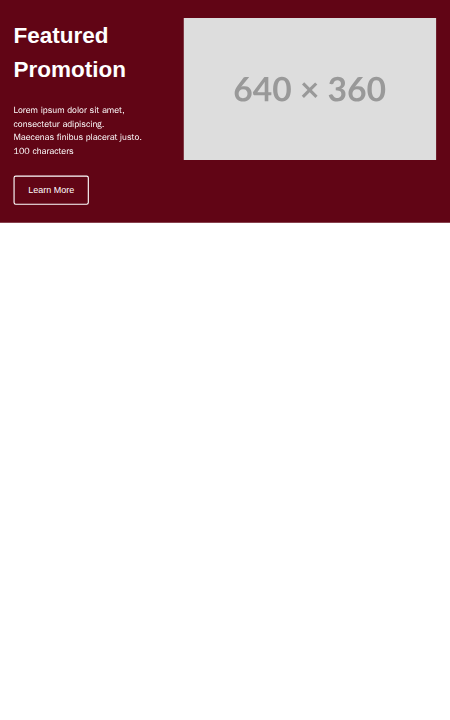 Featured
Promotion
Lorem ipsum dolor sit amet,
consectetur adipiscing.
Maecenas finibus placerat justo.
100 characters
Learn More
640 × 360